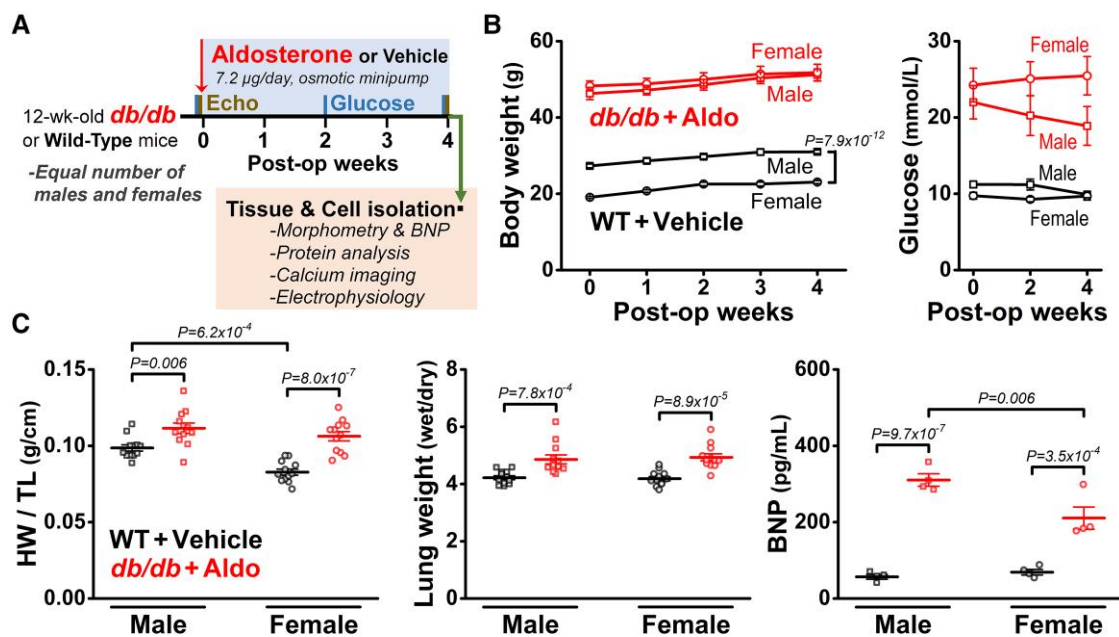 A
Aldosterone or Vehicle
7.2 µg/day, osmotic minipump
Echo
Glucose
12-wk-old db/db
or Wild-Type mice
0 1 2 3 4
Post-op weeks
-Equal number of
males and females
Tissue & Cell isolation
-Morphometry & BNP
-Protein analysis
-Calcium imaging
-Electrophysiology
B
Body weight (g)
60
40
20
0
Female
Male
db/db + Aldo
P=7.9x10⁻¹²
Male
Female
WT + Vehicle
0 1 2 3 4
Post-op weeks
Glucose (mmol/L)
30
20
10
0
Female
Male
Male
Female
0 2 4
Post-op weeks
C
HW / TL (g/cm)
0.15
0.10
0.05
0.00
P=6.2x10⁻⁴
P=0.006
P=8.0x10⁻⁷
WT + Vehicle
db/db + Aldo
Male Female
Lung weight (wet/dry)
8
6
4
2
0
P=7.8x10⁻⁴
P=8.9x10⁻⁵
Male Female
BNP (pg/mL)
600
400
200
0
P=0.006
P=9.7x10⁻⁷
P=3.5x10⁻⁴
Male Female